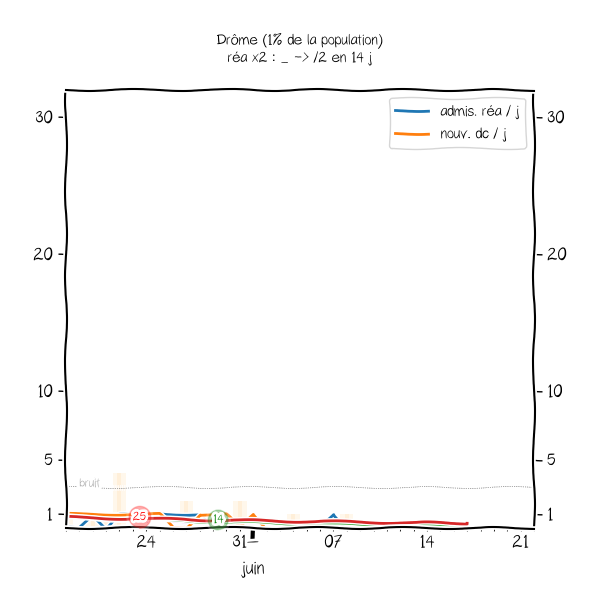 Drôme (1% de la population)
réa x2 : _ -> /2 en 14 j
admis. réa / j
nouv. dc / j
30
30
20
20
10
10
5
5
bruit
1
25
14
1
24
31
07
14
21
juin